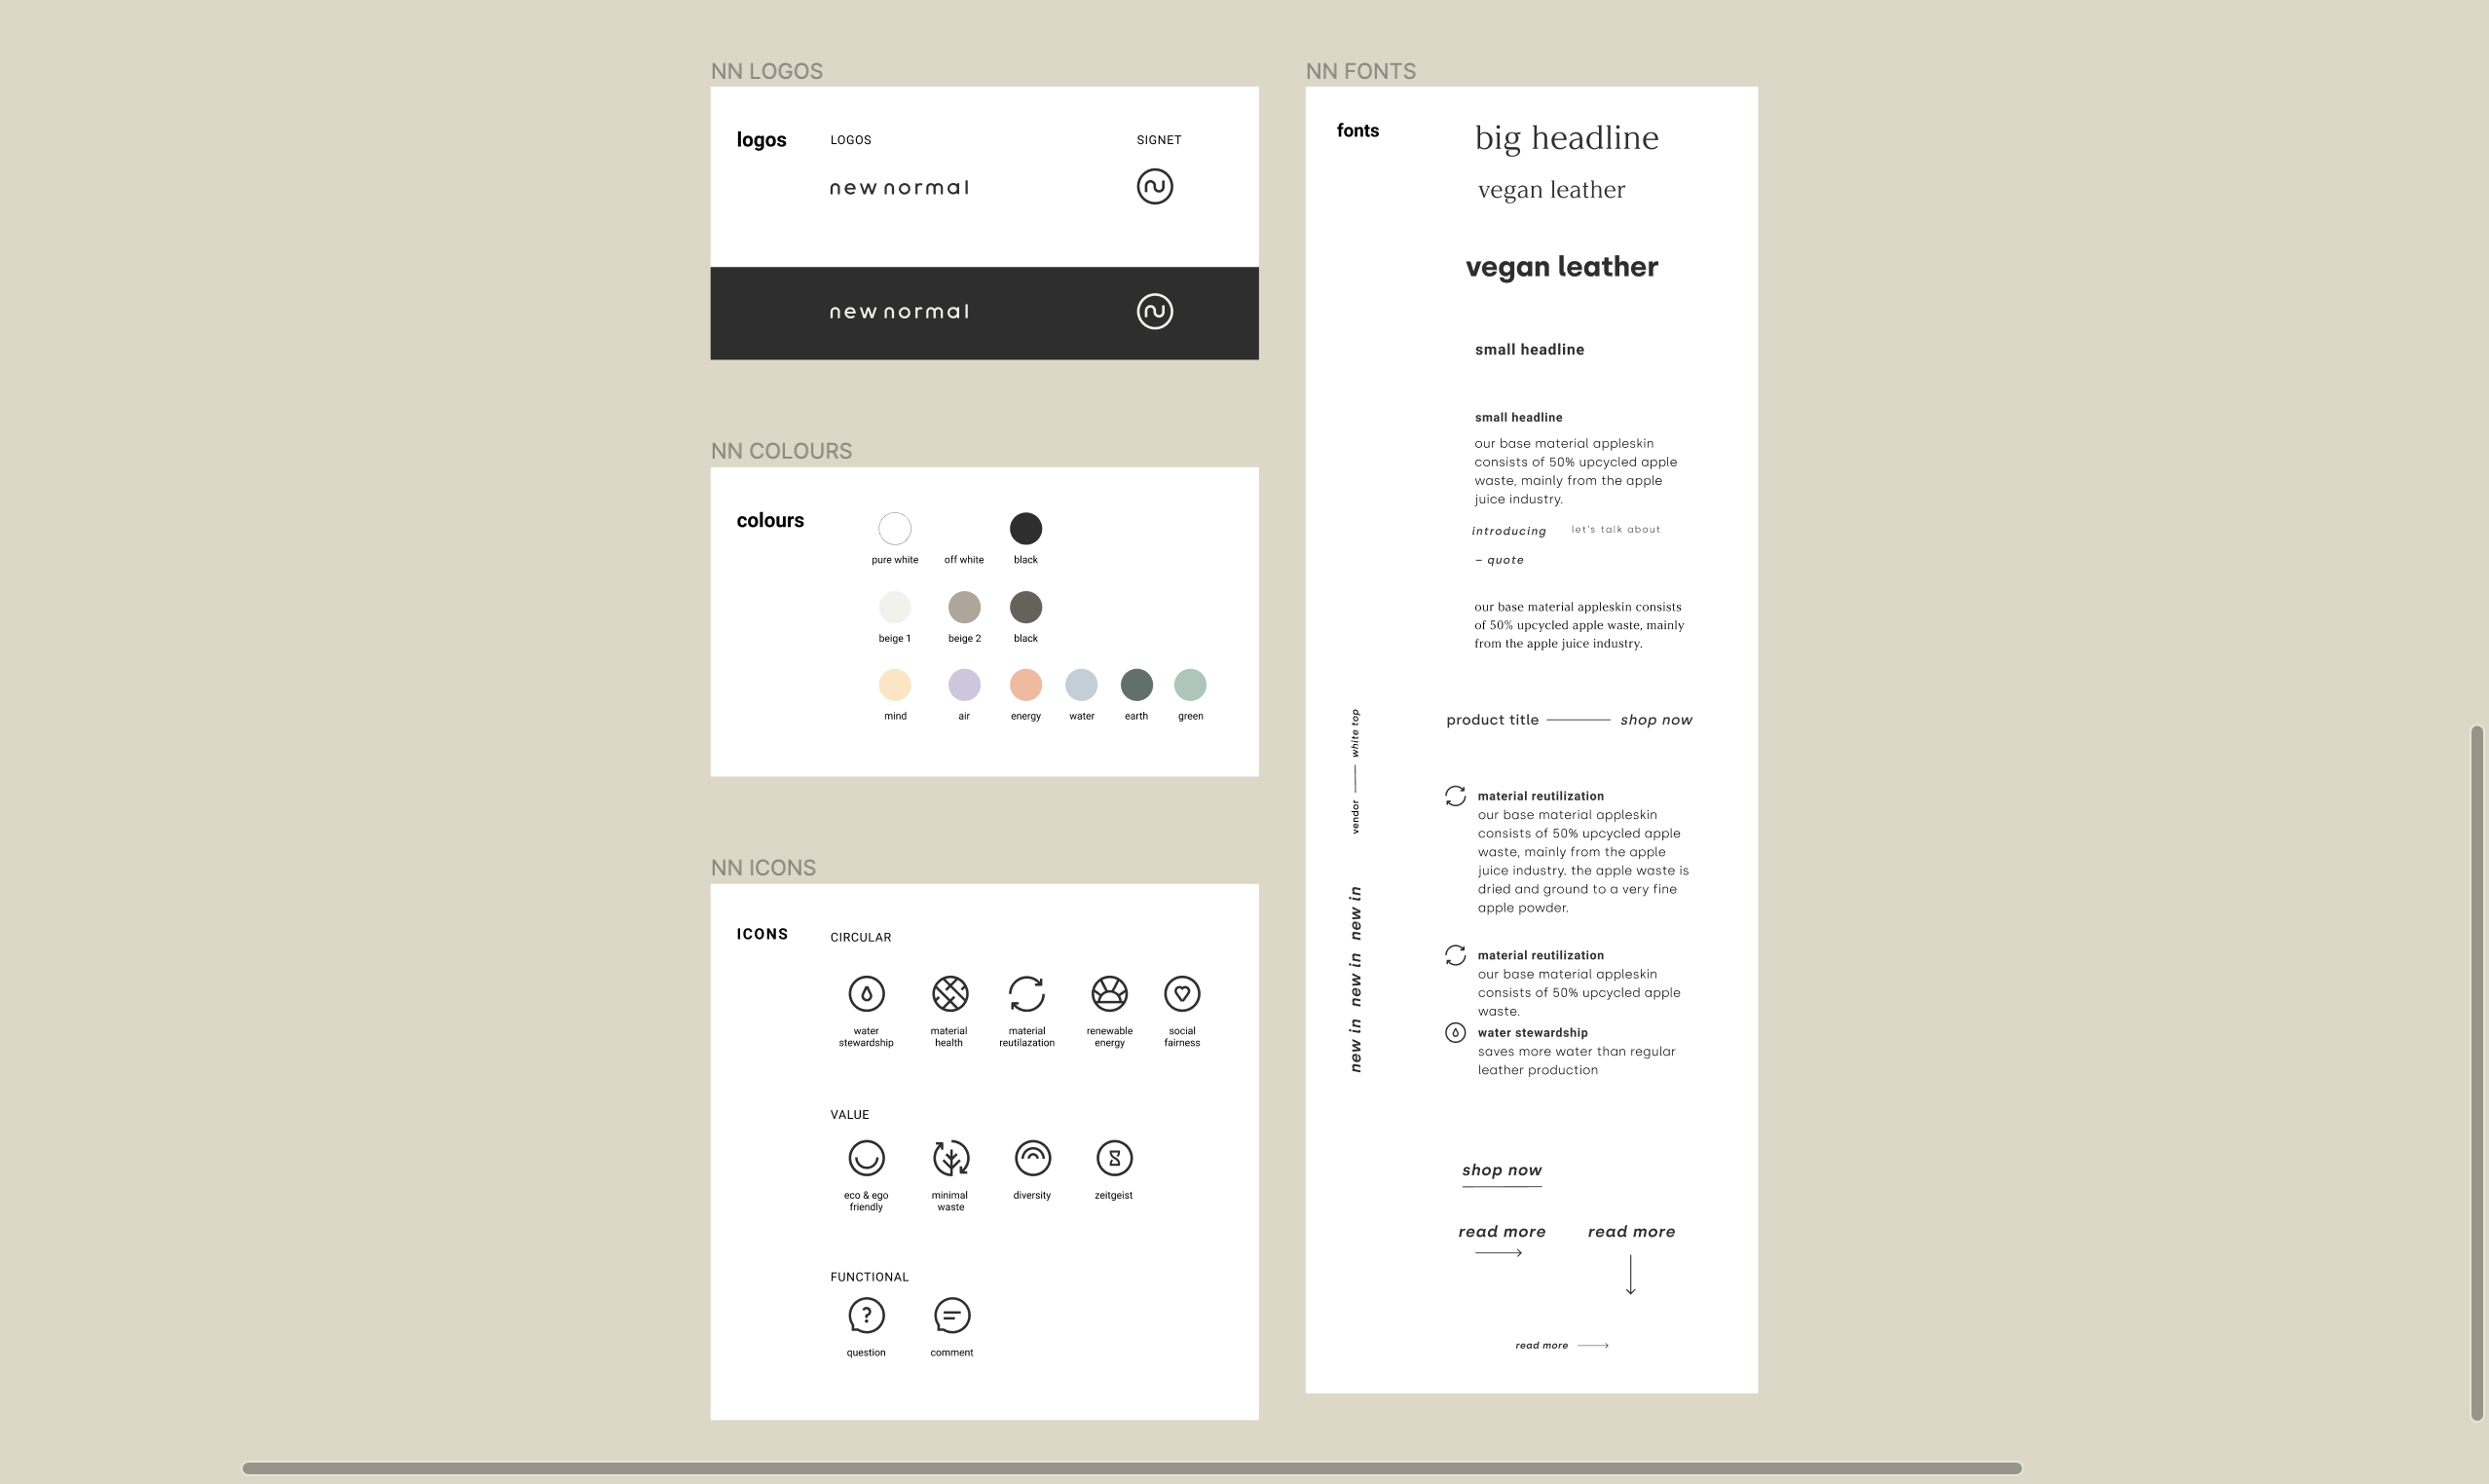 NN LOGOS
logos
LOGOS
SIGNET
new normal
new normal
NN COLOURS
colours
pure white
off white
black
beige 1
beige 2
black
mind
air
energy
water
earth
green
NN ICONS
ICONS
CIRCULAR
water
stewardship
material
health
material
reutilazation
renewable
energy
social
fairness
VALUE
eco & ego
friendly
minimal
waste
diversity
zeitgeist
FUNCTIONAL
?
question
comment
NN FONTS
fonts
big headline
vegan leather
vegan leather
small headline
small headline
our base material appleskin
consists of 50% upcycled apple
waste, mainly from the apple
juice industry.
introducing
let's talk about
– quote
our base material appleskin consists
of 50% upcycled apple waste, mainly
from the apple juice industry.
product title
shop now
vendor
white top
material reutilization
our base material appleskin
consists of 50% upcycled apple
waste, mainly from the apple
juice industry. the apple waste is
dried and ground to a very fine
apple powder.
new in new in new in
material reutilization
our base material appleskin
consists of 50% upcycled apple
waste.
water stewardship
saves more water than regular
leather production
shop now
read more
read more
read more